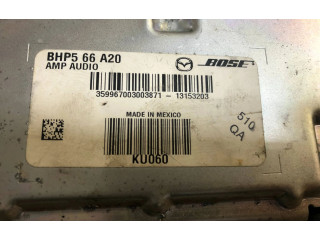 BHP5 66 A20
AMP AUDIO
BOSE
359967003003871 - 13153203
MADE IN MEXICO
510
QA
KU060